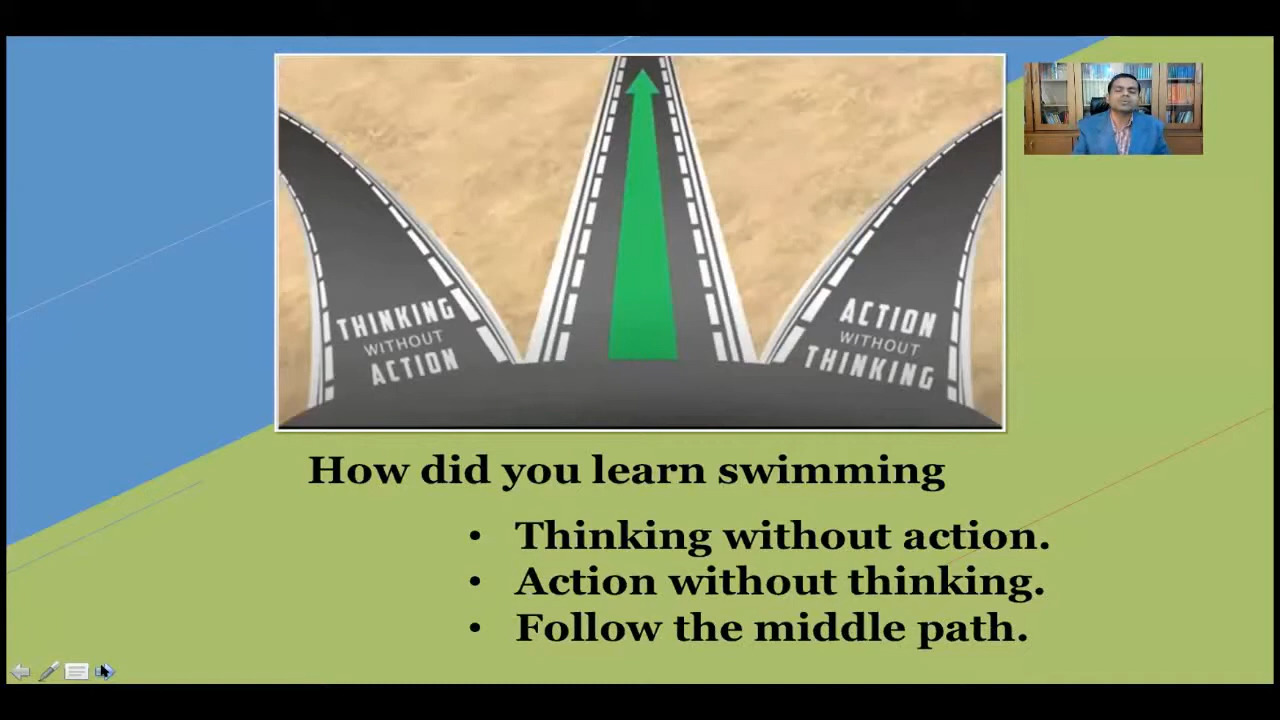 THINKING
WITHOUT
ACTION
ACTION
WITHOUT
THINKING
How did you learn swimming
• Thinking without action.
• Action without thinking.
• Follow the middle path.